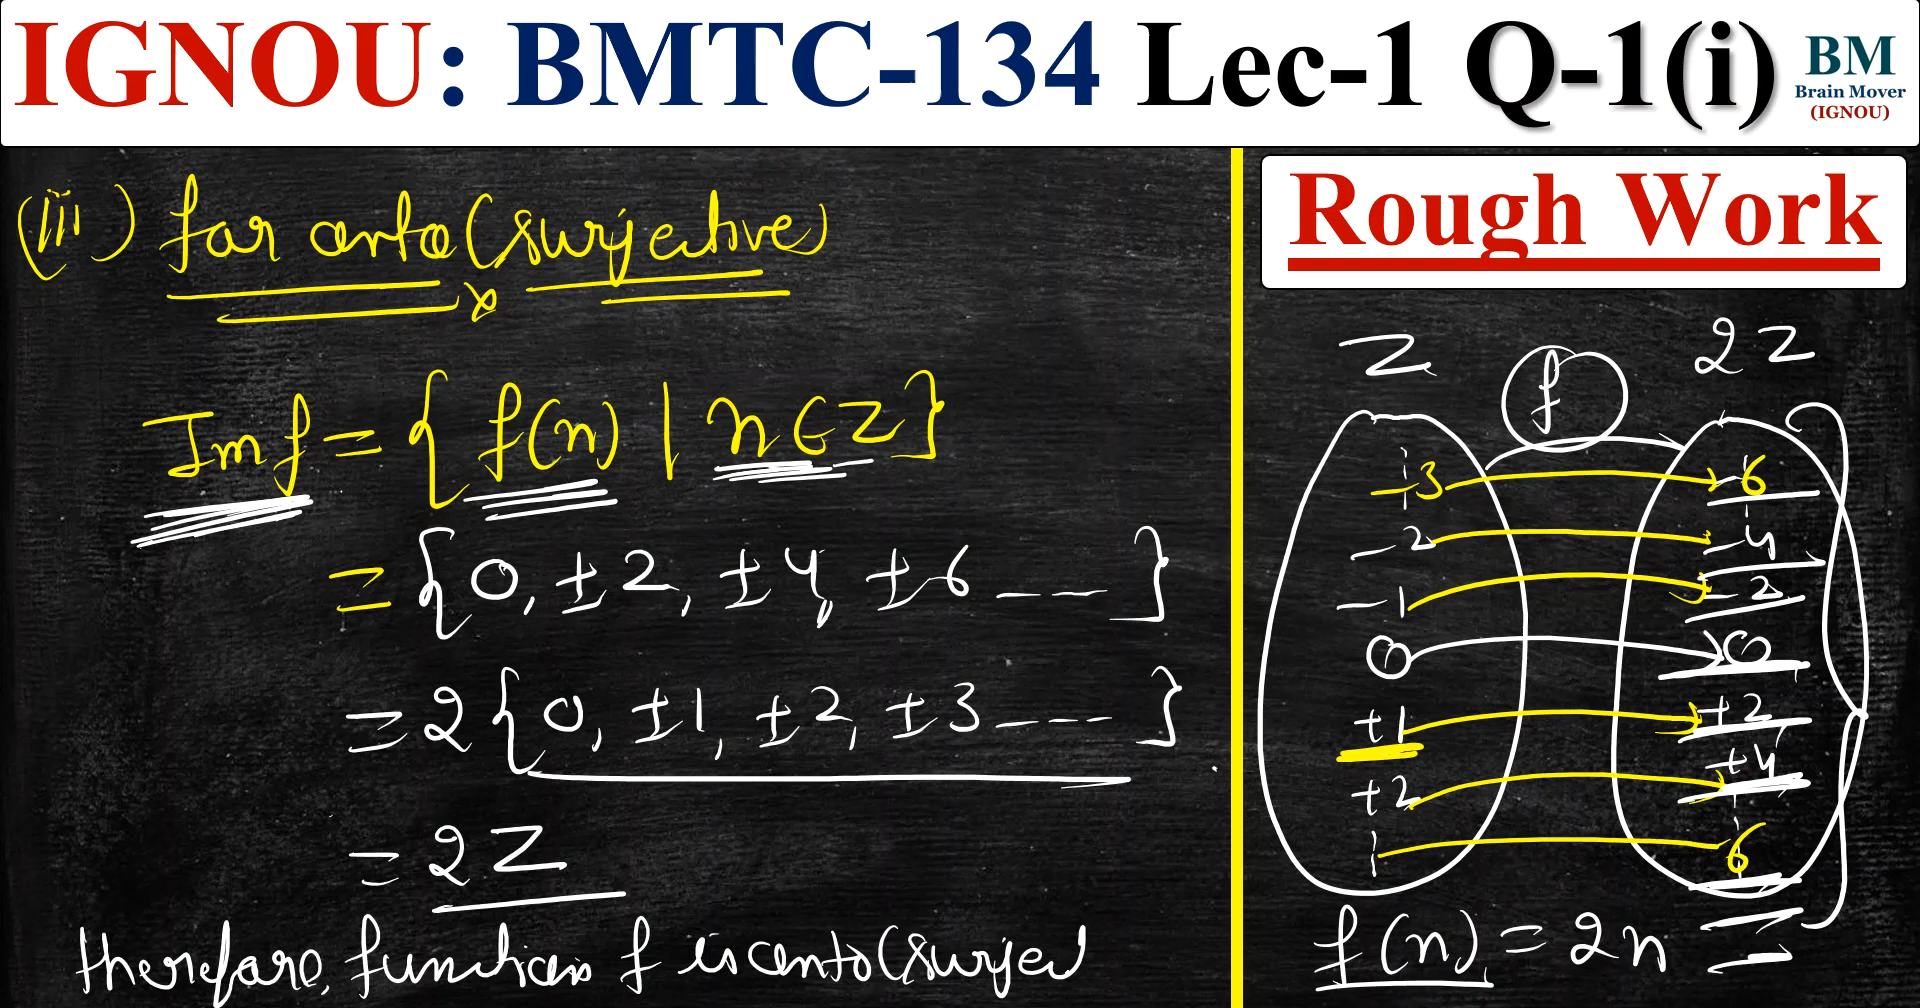 IGNOU: BMTC-134 Lec-1 Q-1(i)
BM
Brain Mover
(IGNOU)
(iii) for onto (surjective)
Im f = { f(n) | n ∈ Z }
= { 0, ±2, ±4, ±6 ---- }
= 2 { 0, ±1, ±2, ±3 ---- }
= 2Z
therefore, function f is onto (surjec
Rough Work
Z f 2Z
-3 -6
-2 -4
-1 -2
0 0
+1 +2
+2 +4
6
f(n) = 2n